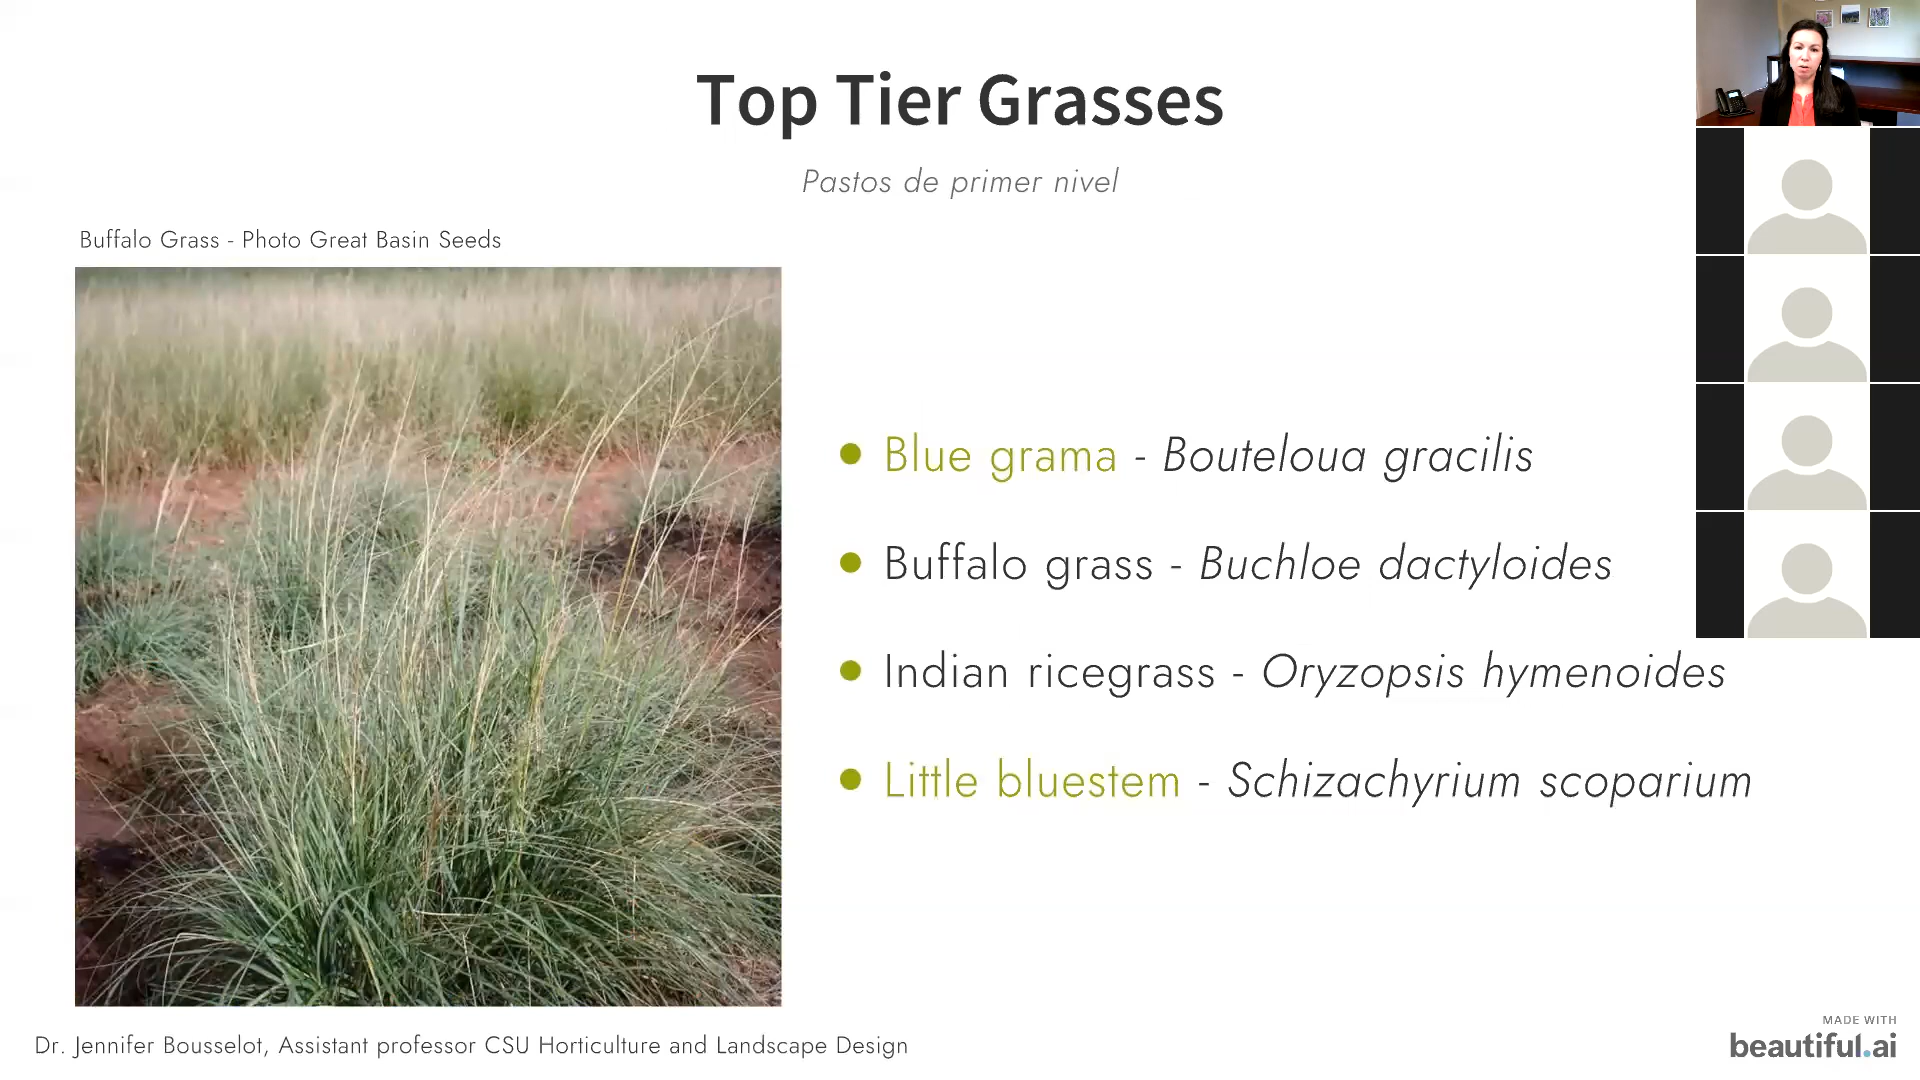 Top Tier Grasses
Pastos de primer nivel
Buffalo Grass - Photo Great Basin Seeds
Blue grama - Bouteloua gracilis
Buffalo grass - Buchloe dactyloides
Indian ricegrass - Oryzopsis hymenoides
Little bluestem - Schizachyrium scoparium
Dr. Jennifer Bousselot, Assistant professor CSU Horticulture and Landscape Design
MADE WITH
beautiful.ai